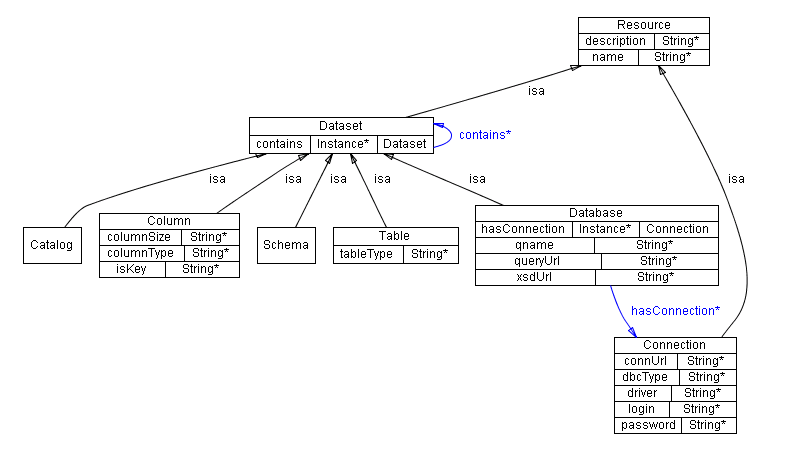 Resource
description String*
name String*
isa
Dataset
contains Instance* Dataset
contains*
isa isa isa isa isa isa
Catalog
Column
columnSize String*
columnType String*
isKey String*
Schema
Table
tableType String*
Database
hasConnection Instance* Connection
qname String*
queryUrl String*
xsdUrl String*
hasConnection*
Connection
connUrl String*
dbcType String*
driver String*
login String*
password String*